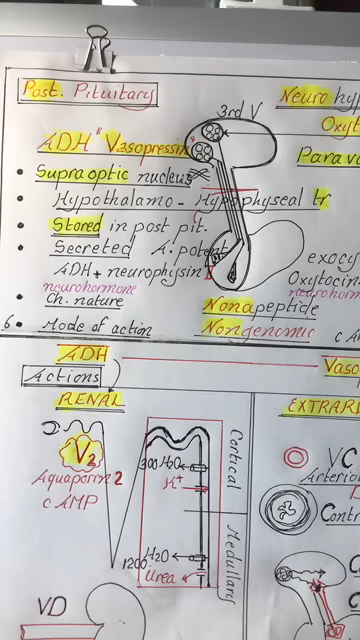 Post. Pituitary
Neuro hyp
3rd V
Oxyt
ADH "Vasopressin"
Parav
• Supraoptic nucleus
• Hypothalamo-Hypophyseal tr
• Stored in post pit.
• Secreted A. potent
exocy
ADH + neurophysin
Oxytocin
neurohormone
neurohorm
• Ch. nature
Nonapeptide
6. • Mode of action
Nongenomic
c A
ADH
Vaso
Actions
RENAL
EXTRAR
V2
Aquaporin 2
c AMP
300
H2O
H+
Cortical
VC
Arterio
Contr
Medullary
H2O
1200
Urea
VD